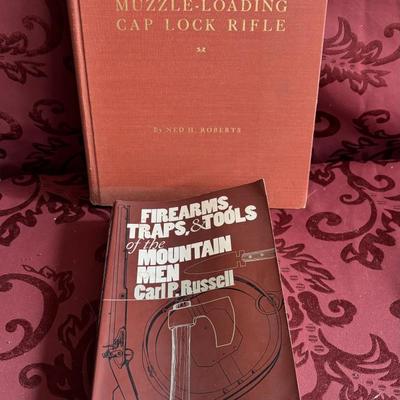 MUZZLE-LOADING
CAP LOCK RIFLE
By NED H. ROBERTS
FIREARMS,
TRAPS, & TOOLS
of the
MOUNTAIN
MEN
Carl P. Russell